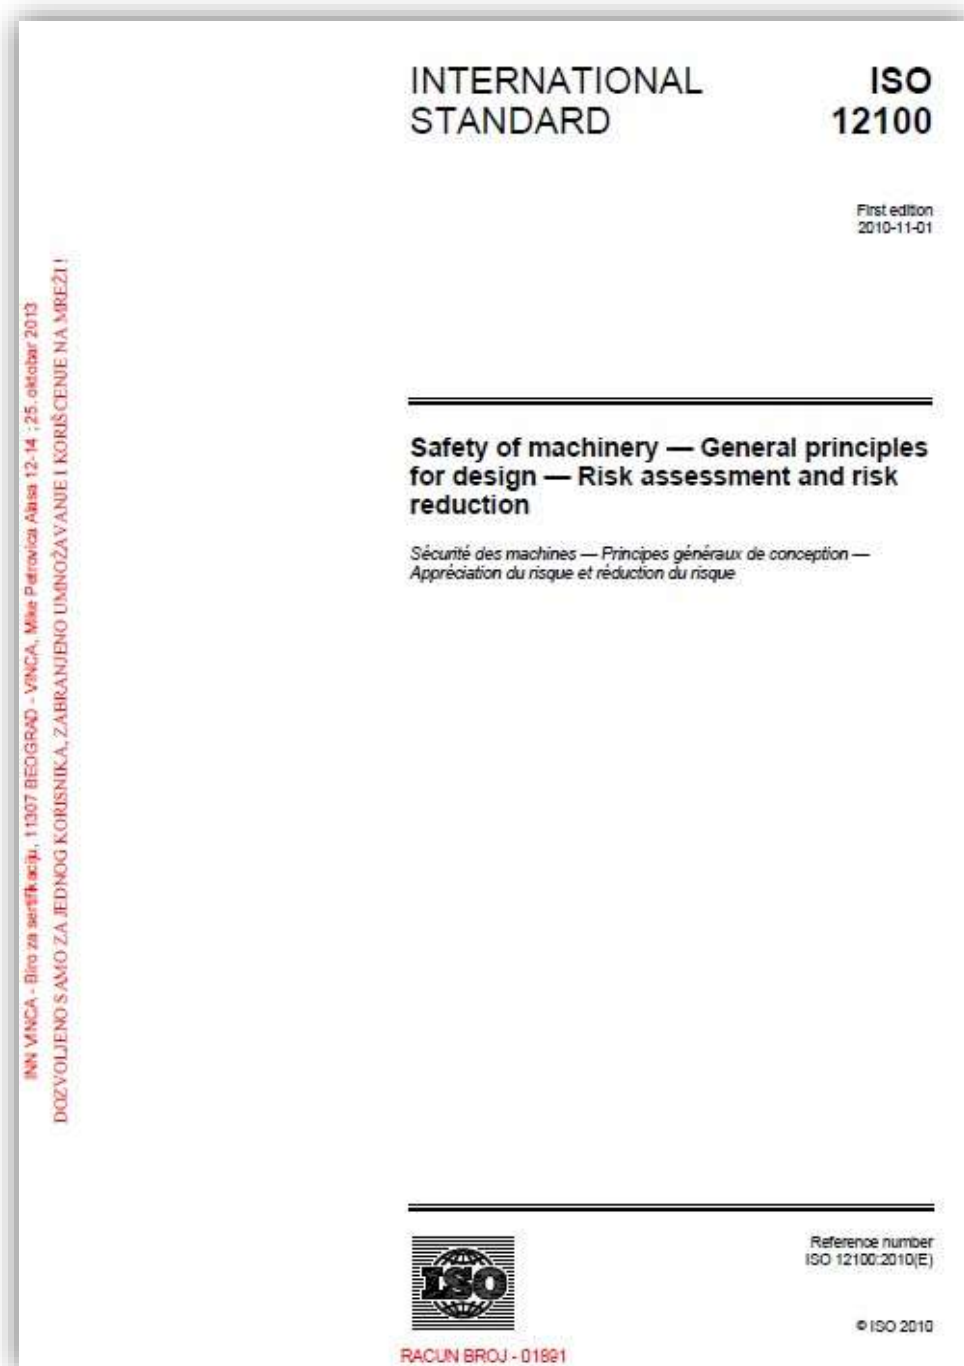 INTERNATIONAL
STANDARD
ISO
12100
First edition
2010-11-01
Safety of machinery — General principles
for design — Risk assessment and risk
reduction
Sécurité des machines — Principes généraux de conception —
Appréciation du risque et réduction du risque
INN VINCA - Biro za sertifikaciju, 11307 BEOGRAD - VINCA, Mike Petrovica Alasa 12-14 ; 25. oktobar 2013
DOZVOLJENO SAMO ZA JEDNOG KORISNIKA, ZABRANJENO UMNOŽAVANJE I KORIŠCENJE NA MREŽI !
ISO
Reference number
ISO 12100:2010(E)
© ISO 2010
RACUN BROJ - 01891